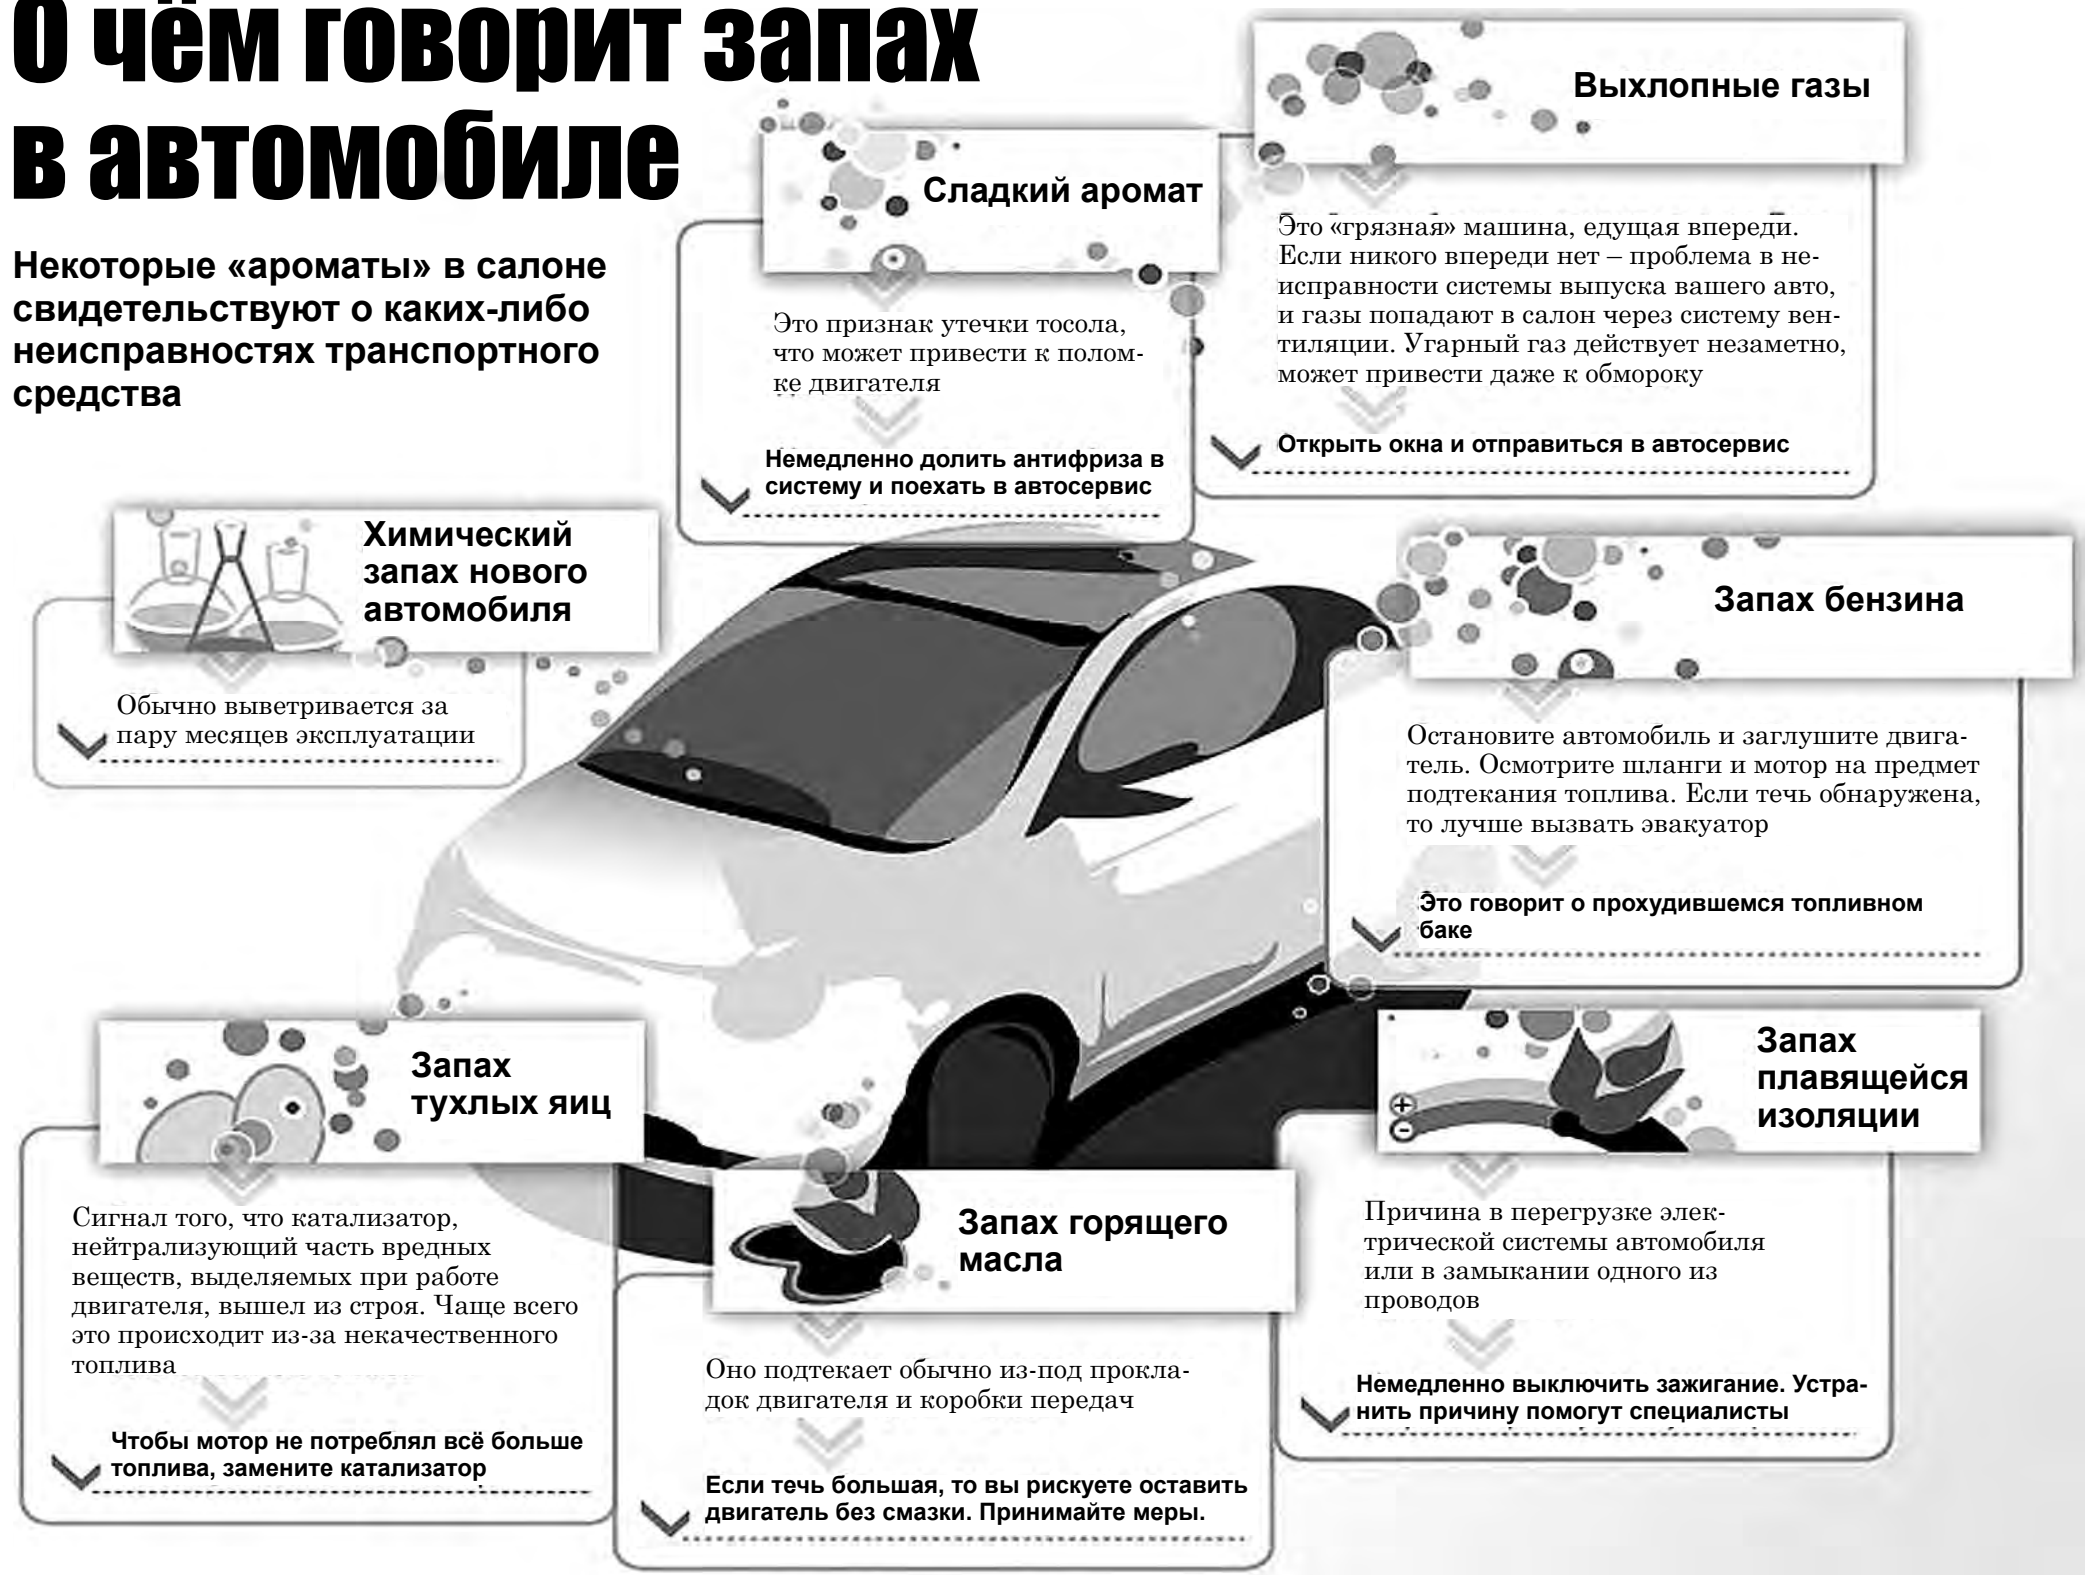 О чём говорит запах
в автомобиле
Некоторые «ароматы» в салоне
свидетельствуют о каких-либо
неисправностях транспортного
средства
Сладкий аромат
Это признак утечки тосола,
что может привести к полом-
ке двигателя
Немедленно долить антифриза в
систему и поехать в автосервис
Выхлопные газы
Это «грязная» машина, едущая впереди.
Если никого впереди нет – проблема в не-
исправности системы выпуска вашего авто,
и газы попадают в салон через систему вен-
тиляции. Угарный газ действует незаметно,
может привести даже к обмороку
Открыть окна и отправиться в автосервис
Химический
запах нового
автомобиля
Обычно выветривается за
пару месяцев эксплуатации
Запах бензина
Остановите автомобиль и заглушите двига-
тель. Осмотрите шланги и мотор на предмет
подтекания топлива. Если течь обнаружена,
то лучше вызвать эвакуатор
Это говорит о прохудившемся топливном
баке
Запах
тухлых яиц
Сигнал того, что катализатор,
нейтрализующий часть вредных
веществ, выделяемых при работе
двигателя, вышел из строя. Чаще всего
это происходит из-за некачественного
топлива
Чтобы мотор не потреблял всё больше
топлива, замените катализатор
Запах горящего
масла
Оно подтекает обычно из-под прокла-
док двигателя и коробки передач
Если течь большая, то вы рискуете оставить
двигатель без смазки. Принимайте меры.
Запах
плавящейся
изоляции
+
-
Причина в перегрузке элек-
трической системы автомобиля
или в замыкании одного из
проводов
Немедленно выключить зажигание. Устра-
нить причину помогут специалисты